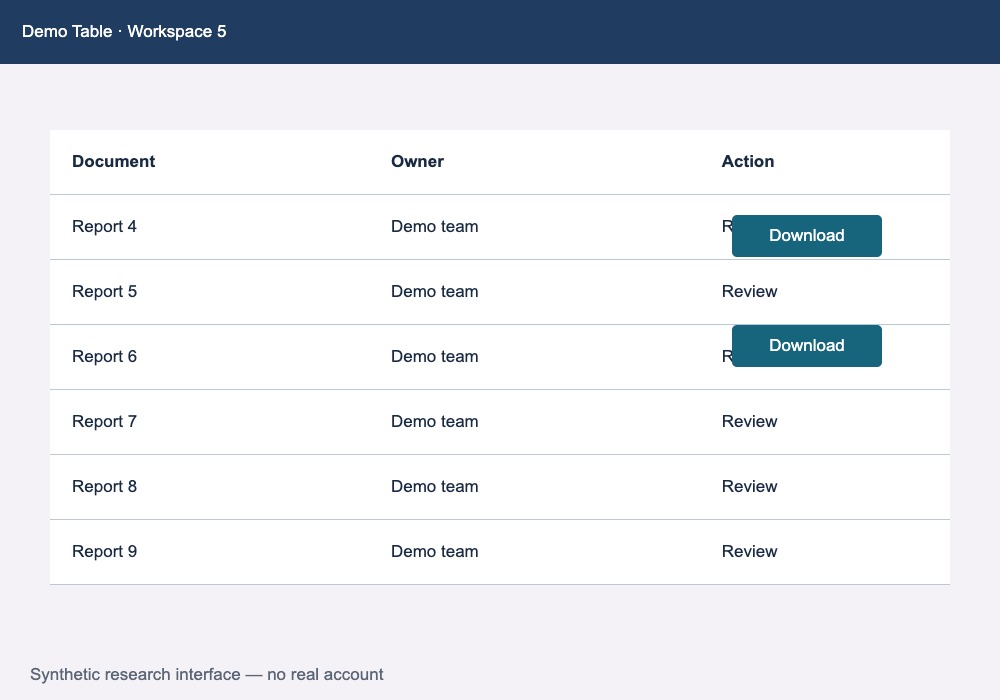 Demo Table · Workspace 5
Document Owner Action
Report 4 Demo team Download
Report 5 Demo team Review
Report 6 Demo team Download
Report 7 Demo team Review
Report 8 Demo team Review
Report 9 Demo team Review
Synthetic research interface — no real account